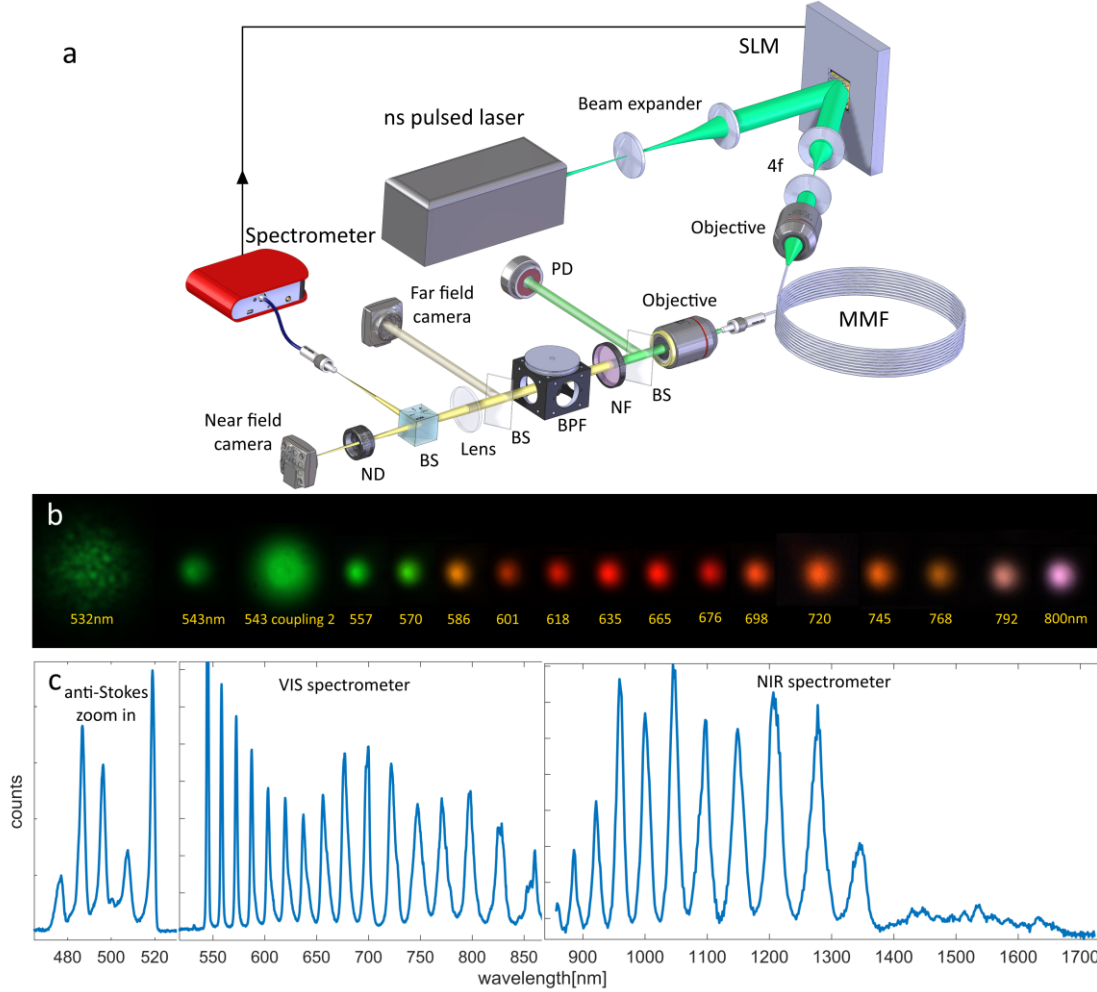 a
SLM
Beam expander
ns pulsed laser
4f
Objective
Spectrometer
PD
Far field
camera
Objective
MMF
NF
BS
BPF
BS
Lens
Near field
camera
BS
ND
b
532nm
543nm
543 coupling 2
557
570
586
601
618
635
665
676
698
720
745
768
792
800nm
c
anti-Stokes
zoom in
VIS spectrometer
NIR spectrometer
counts
480 500 520
550 600 650 700 750 800 850
900 1000 1100 1200 1300 1400 1500 1600 1700
wavelength[nm]